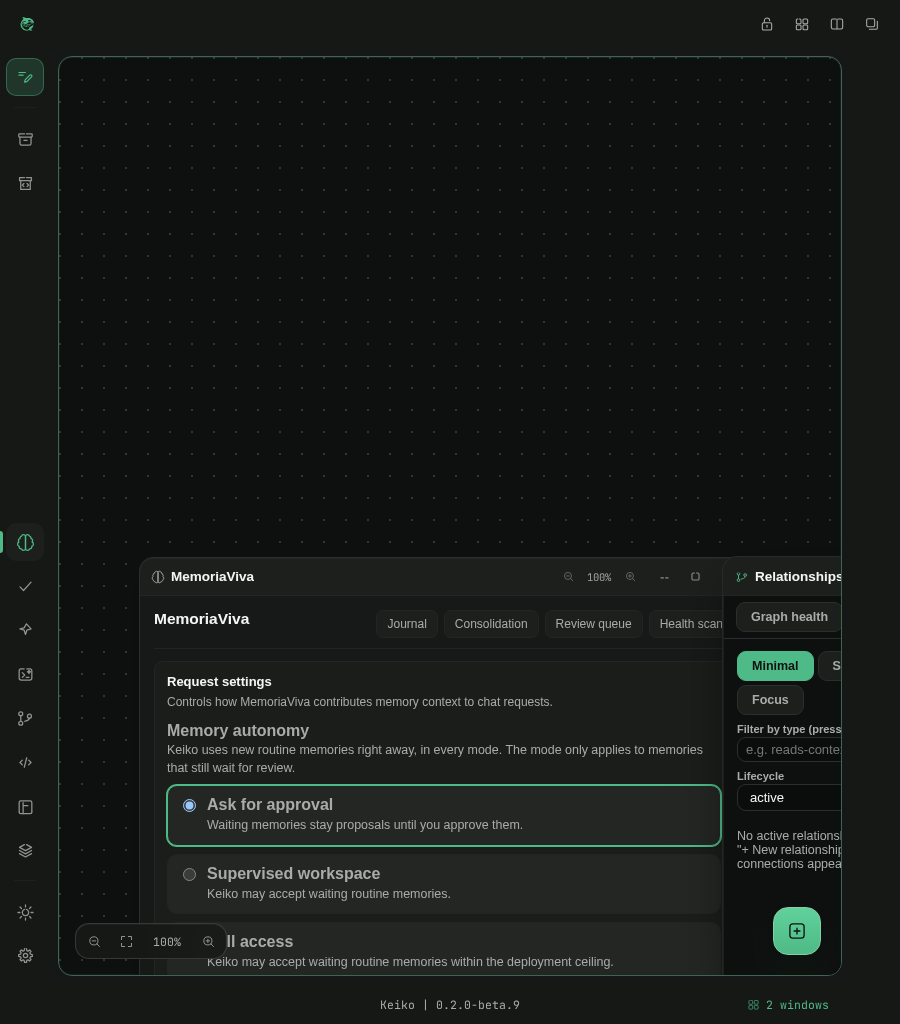 MemoriaViva
100%
Relationships
MemoriaViva
Journal
Consolidation
Review queue
Health scan
Graph health
Request settings
Controls how MemoriaViva contributes memory context to chat requests.
Memory autonomy
Keiko uses new routine memories right away, in every mode. The mode only applies to memories
that still wait for review.
Ask for approval
Waiting memories stay proposals until you approve them.
Supervised workspace
Keiko may accept waiting routine memories.
ll access
Keiko may accept waiting routine memories within the deployment ceiling.
Minimal
S
Focus
Filter by type (press
e.g. reads-conte
Lifecycle
active
No active relations
"+ New relationship
connections appea
100%
Keiko | 0.2.0-beta.9
2 windows